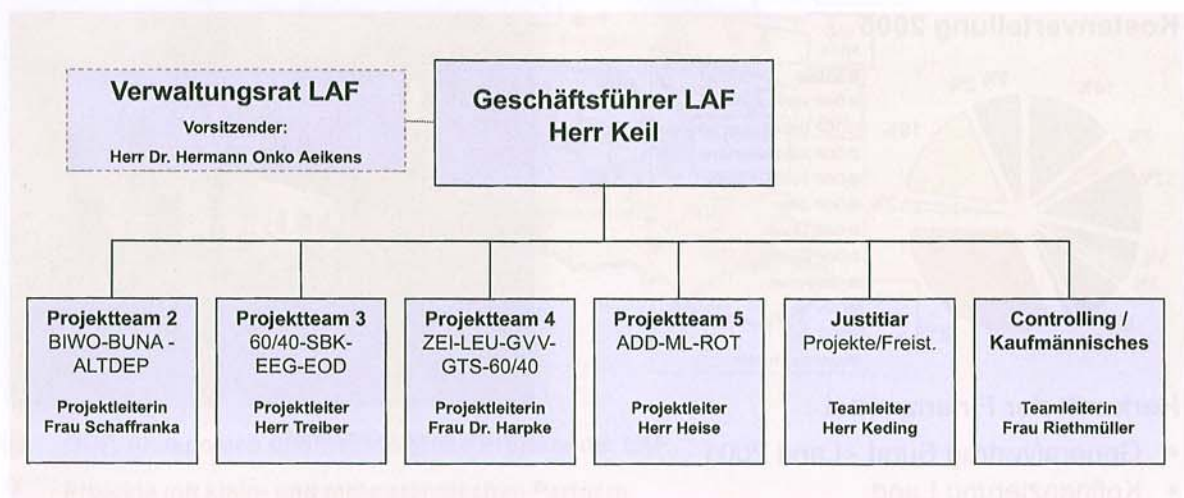 Verwaltungsrat LAF
Vorsitzender:
Herr Dr. Hermann Onko Aeikens
Geschäftsführer LAF
Herr Keil
Projektteam 2
BIWO-BUNA -
ALTDEP
Projektleiterin
Frau Schaffranka
Projektteam 3
60/40-SBK-
EEG-EOD
Projektleiter
Herr Treiber
Projektteam 4
ZEI-LEU-GVV-
GTS-60/40
Projektleiterin
Frau Dr. Harpke
Projektteam 5
ADD-ML-ROT
Projektleiter
Herr Heise
Justitiar
Projekte/Freist.
Teamleiter
Herr Keding
Controlling /
Kaufmännisches
Teamleiterin
Frau Riethmüller